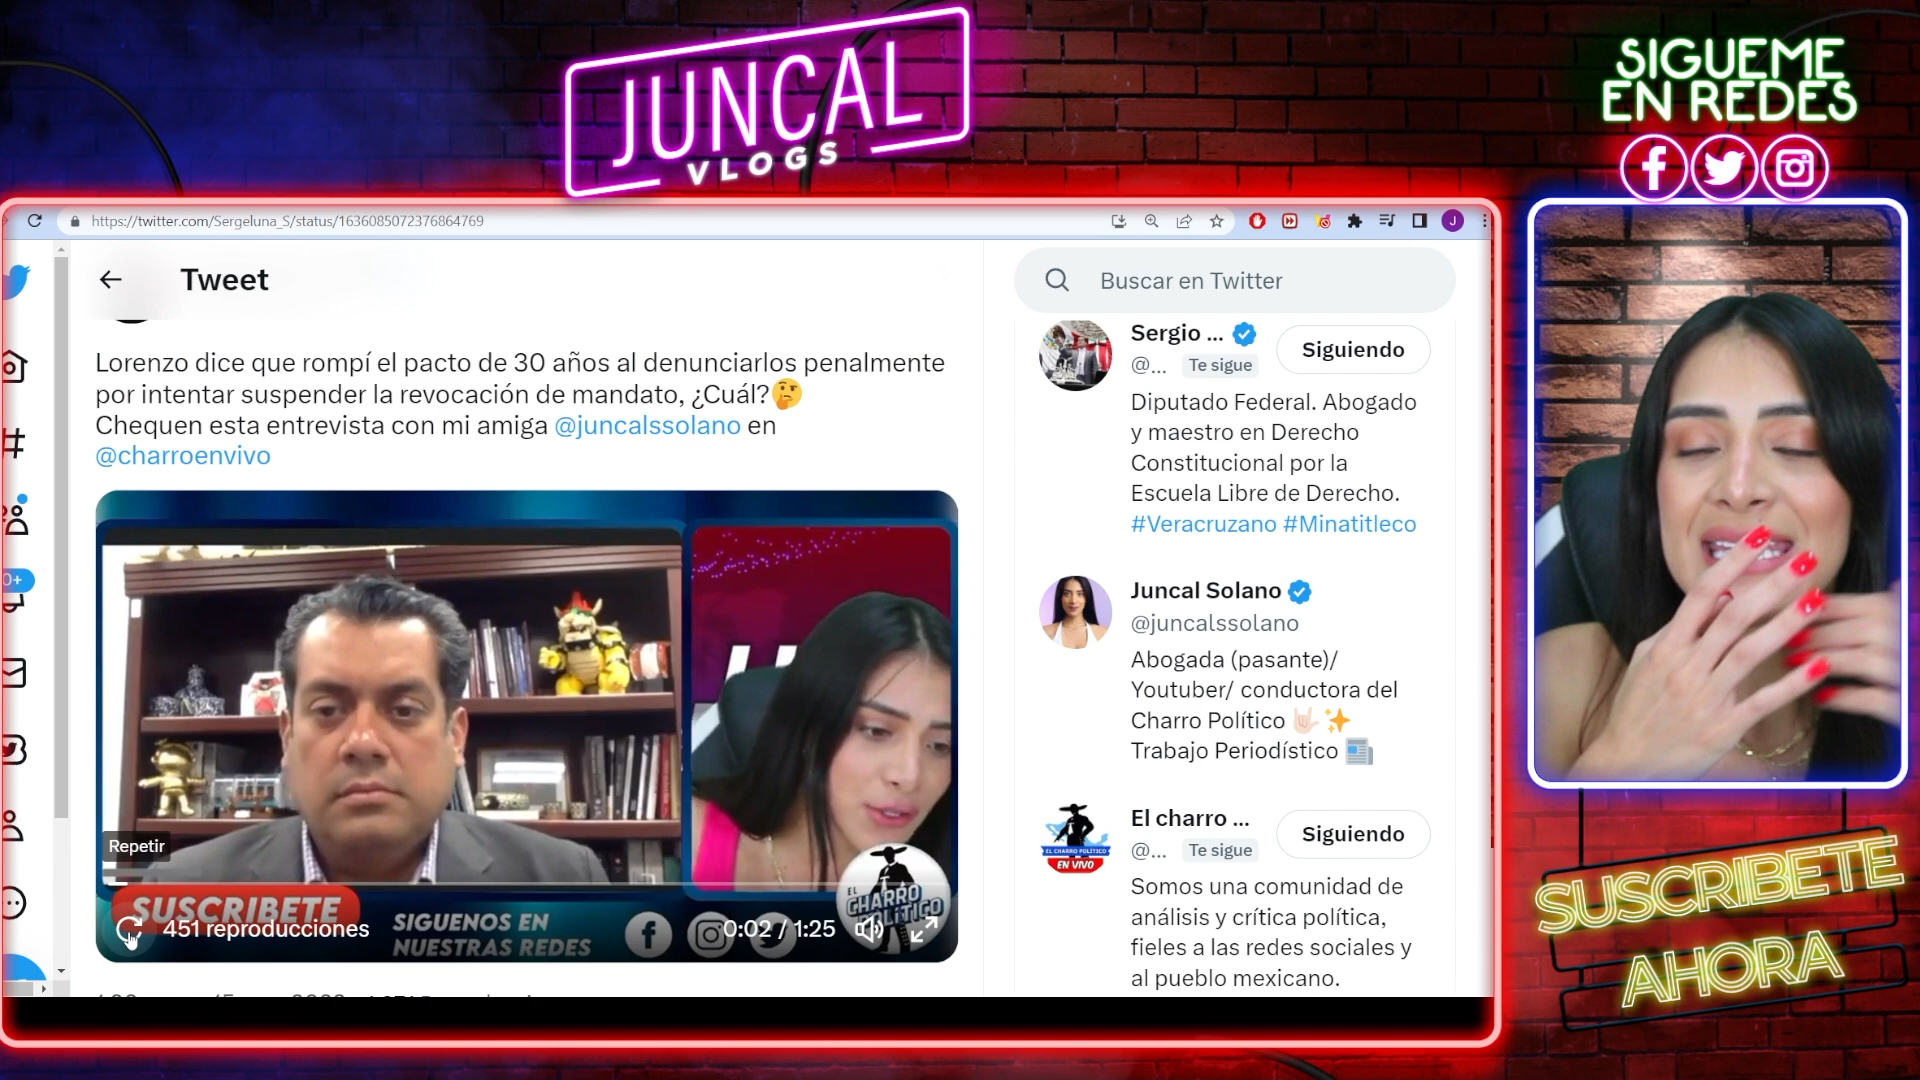 JUNCAL
VLOGS
SIGUEME
EN REDES
https://twitter.com/Sergeluna_S/status/1636085072376864769
J
Tweet
Buscar en Twitter
Lorenzo dice que rompí el pacto de 30 años al denunciarlos penalmente
por intentar suspender la revocación de mandato, ¿Cuál?🤔
Chequen esta entrevista con mi amiga @juncalssolano en
@charroenvivo
Repetir
SUSCRIBETE
451 reproducciones
SIGUENOS EN
NUESTRAS REDES
0:02 / 1:25
EL
CHARRO
POLÍTICO
Sergio ...
@...
Te sigue
Siguiendo
Diputado Federal. Abogado
y maestro en Derecho
Constitucional por la
Escuela Libre de Derecho.
#Veracruzano #Minatitleco
Juncal Solano
@juncalssolano
Abogada (pasante)/
Youtuber/ conductora del
Charro Político 🤟🏻✨
Trabajo Periodístico 📰
El charro ...
@...
Te sigue
Siguiendo
EL CHARRO POLÍTICO
EN VIVO
Somos una comunidad de
análisis y crítica política,
fieles a las redes sociales y
al pueblo mexicano.
SUSCRIBETE
AHORA